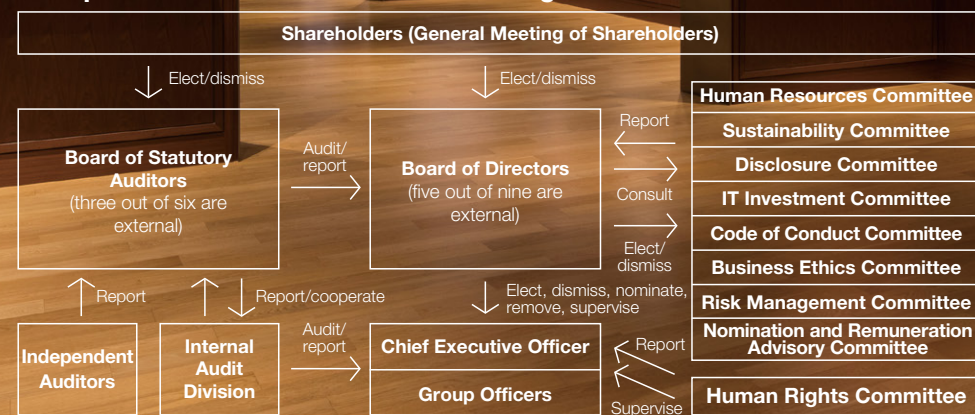 Shareholders (General Meeting of Shareholders)
Elect/dismiss
Elect/dismiss
Board of Statutory
Auditors
(three out of six are
external)
Audit/
report
Board of Directors
(five out of nine are
external)
Report
Consult
Elect/
dismiss
Human Resources Committee
Sustainability Committee
Disclosure Committee
IT Investment Committee
Code of Conduct Committee
Business Ethics Committee
Risk Management Committee
Nomination and Remuneration
Advisory Committee
Report
Report/cooperate
Elect, dismiss, nominate,
remove, supervise
Independent
Auditors
Internal
Audit
Division
Audit/
report
Chief Executive Officer
Group Officers
Report
Supervise
Human Rights Committee